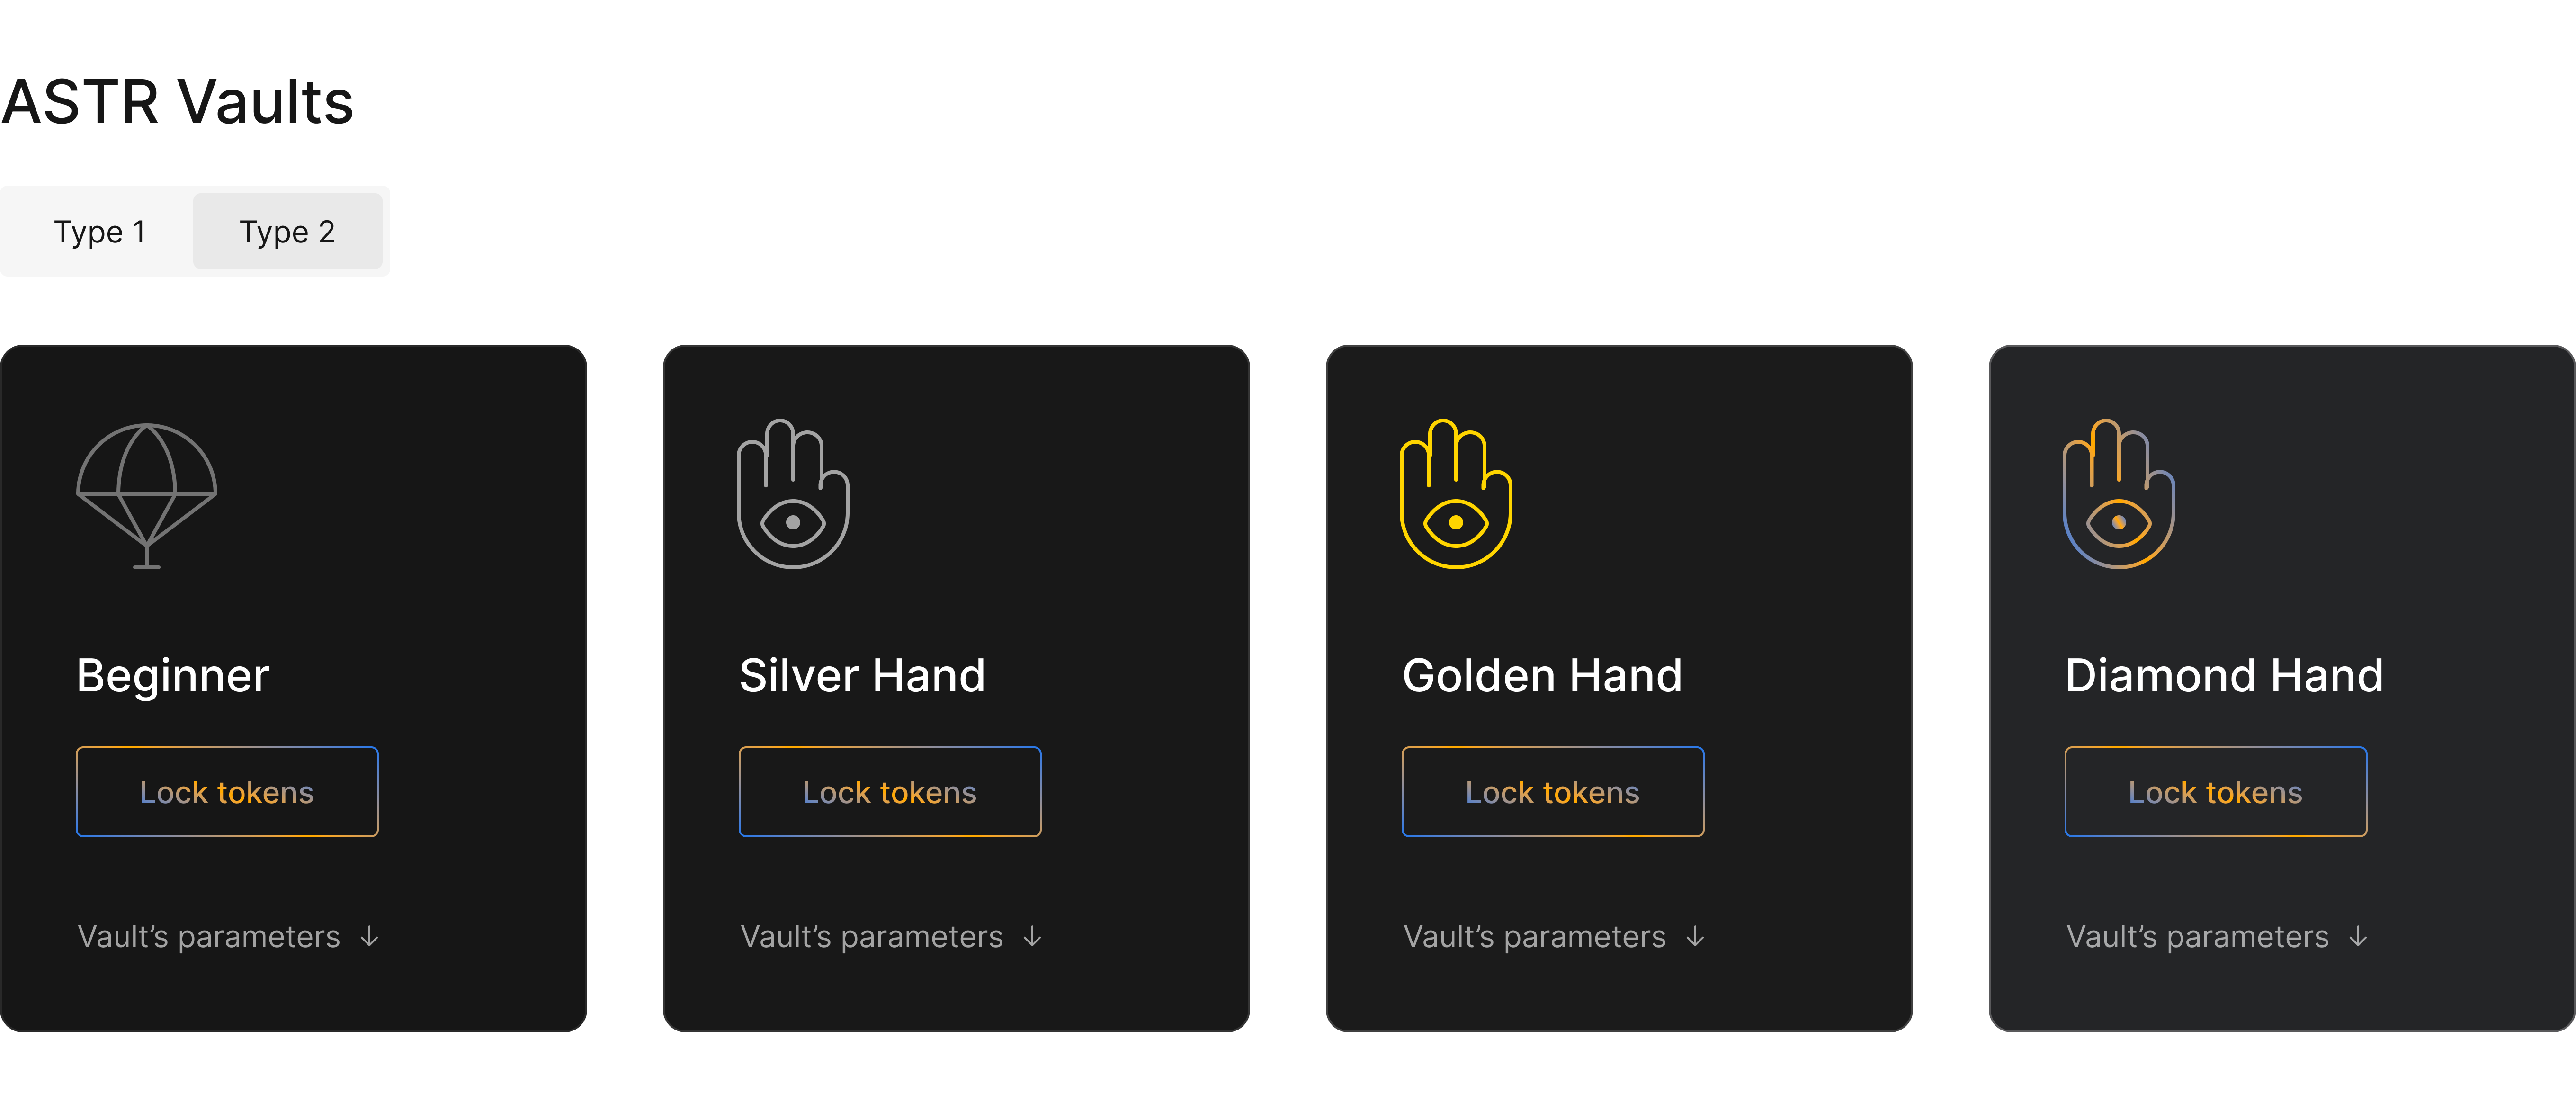 ASTR Vaults
Type 1
Type 2
Beginner
Lock tokens
Vault’s parameters ↓
Silver Hand
Lock tokens
Vault’s parameters ↓
Golden Hand
Lock tokens
Vault’s parameters ↓
Diamond Hand
Lock tokens
Vault’s parameters ↓